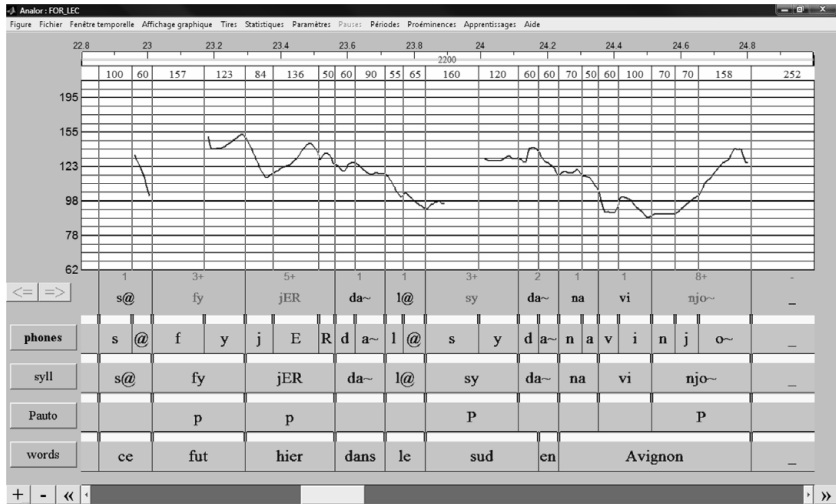 Analor : FOR_LEC
Figure Fichier Fenêtre temporelle Affichage graphique Tires Statistiques Paramètres Pauses Périodes Proéminences Apprentissages Aide
22.8 23 23.2 23.4 23.6 23.8 24 24.2 24.4 24.6 24.8
2200
100 60 157 123 84 136 50 60 90 55 65 160 120 60 60 70 50 60 100 70 70 158 252
195
155
123
98
78
62
1 3+ 5+ 1 1 3+ 2 1 1 8+ -
<= => s@ fy jER da~ l@ sy da~ na vi njo~ _
phones s @ f y j E R d a~ l @ s y d a~ n a v i n j o~ _
syll s@ fy jER da~ l@ sy da~ na vi njo~ _
Pauto p p P P
words ce fut hier dans le sud en Avignon _
+ - « »